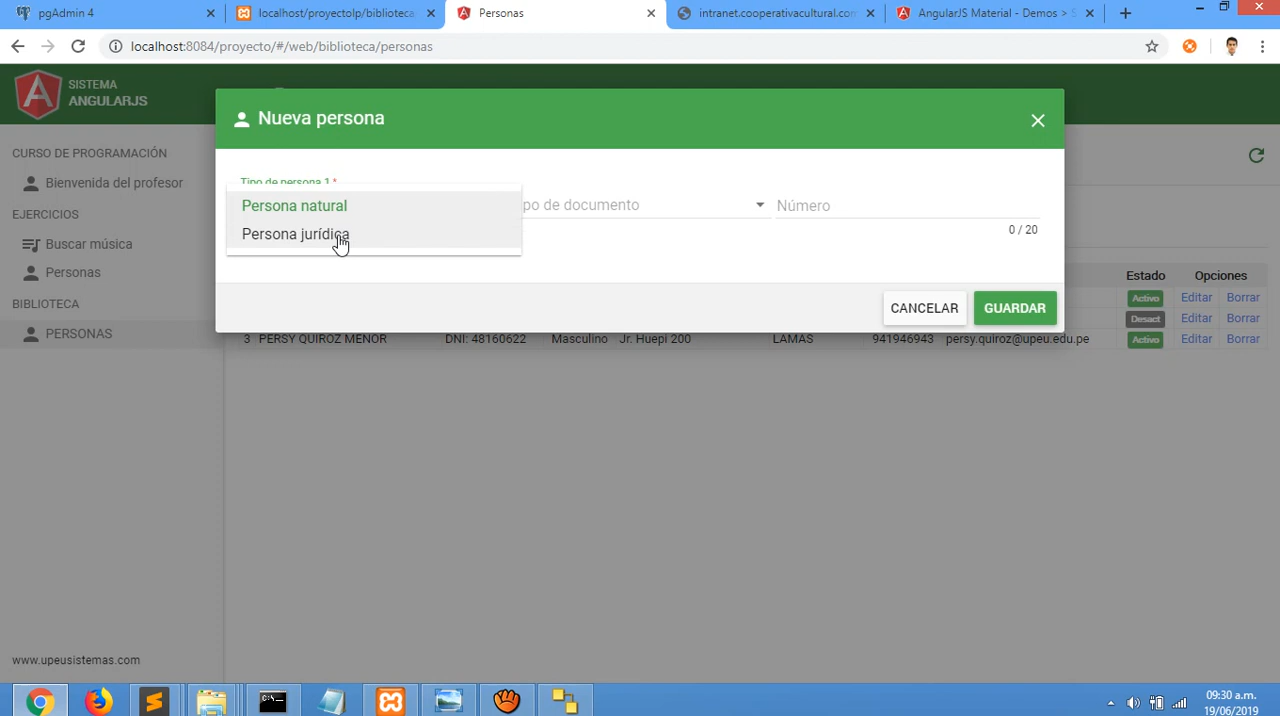 pgAdmin 4
localhost/proyectolp/biblioteca
Personas
intranet.cooperativacultural.com
AngularJS Material - Demos > S
localhost:8084/proyecto/#/web/biblioteca/personas
SISTEMA
ANGULARJS
Nueva persona
CURSO DE PROGRAMACIÓN
Bienvenida del profesor
EJERCICIOS
Buscar música
Personas
BIBLIOTECA
PERSONAS
Tipo de persona 1 *
Persona natural
Persona jurídica
po de documento
Número
0 / 20
CANCELAR
GUARDAR
Estado
Opciones
Activo
Editar
Borrar
Desact
Editar
Borrar
3 PERSY QUIROZ MENOR DNI: 48160622 Masculino Jr. Huepi 200 LAMAS 941946943 persy.quiroz@upeu.edu.pe Activo Editar Borrar
www.upeusistemas.com
09:30 a.m.
19/06/2019